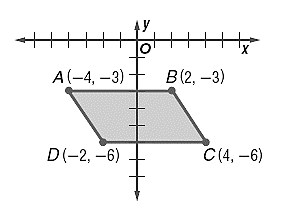 y
O
x
A(−4, −3) B(2, −3)
D(−2, −6) C(4, −6)